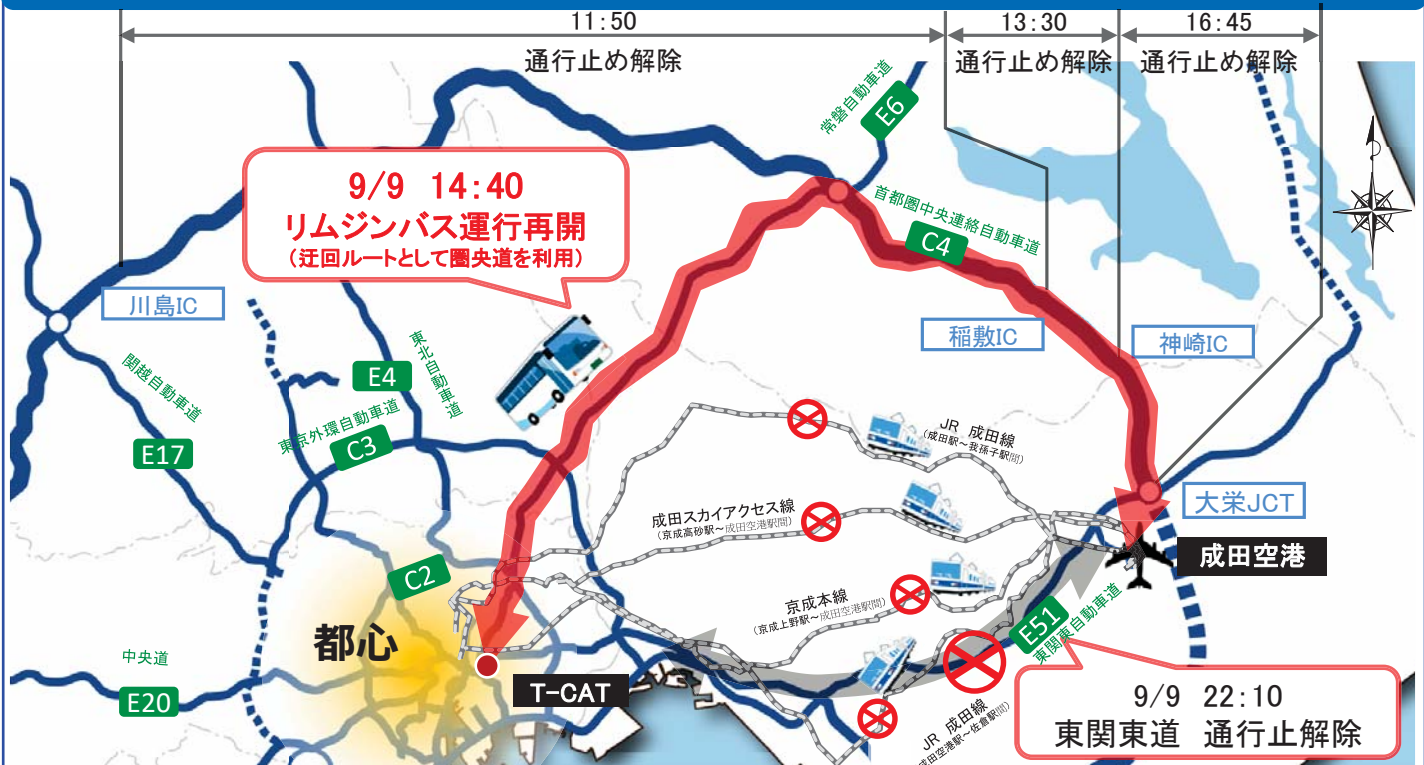 11:50
通行止め解除
13:30
通行止め解除
16:45
通行止め解除
常磐自動車道
E6
9/9 14:40
リムジンバス運行再開
(迂回ルートとして圏央道を利用)
首都圏中央連絡自動車道
C4
川島IC
稲敷IC
神崎IC
関越自動車道
E17
東京外環自動車道
C3
E4
東北自動車道
JR 成田線
(成田駅~我孫子駅間)
成田スカイアクセス線
(京成高砂駅~成田空港駅間)
大栄JCT
成田空港
C2
京成本線
(京成上野駅~成田空港駅間)
E51
東関東自動車道
都心
中央道
E20
T-CAT
JR 成田線
成田空港駅~佐倉駅間)
9/9 22:10
東関東道 通行止解除